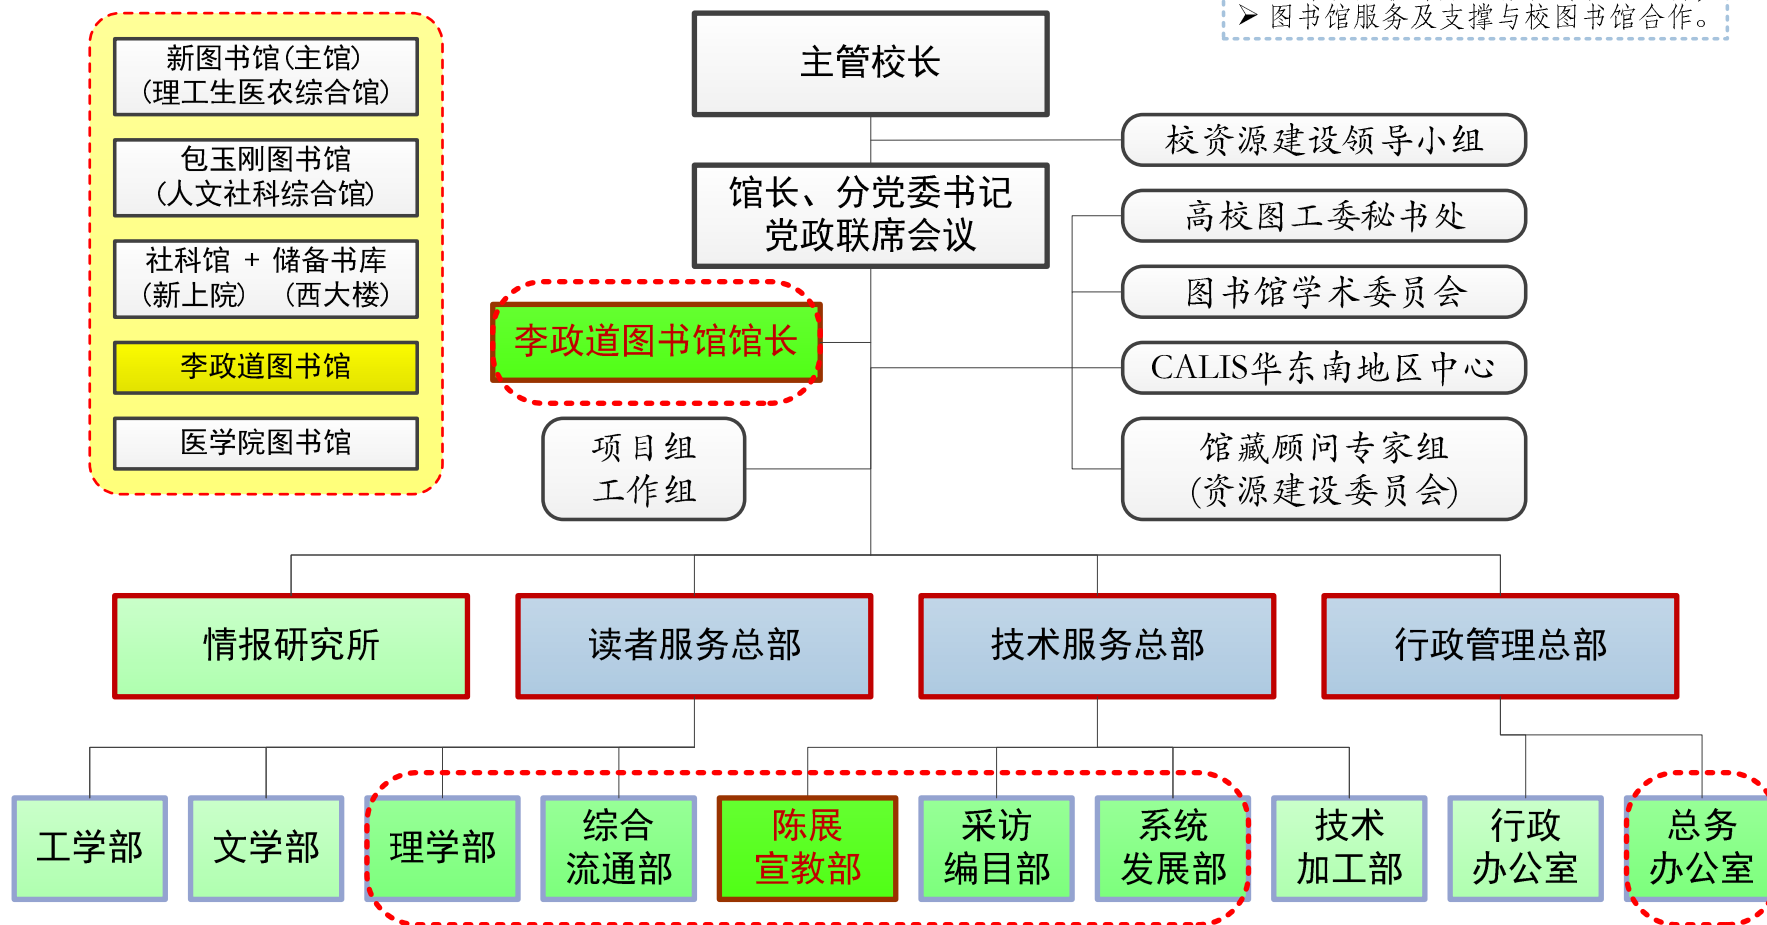 ➢ 图书馆服务及支撑与校图书馆合作。
新图书馆(主馆)
(理工生医农综合馆)
包玉刚图书馆
(人文社科综合馆)
社科馆 + 储备书库
(新上院) (西大楼)
李政道图书馆
医学院图书馆
主管校长
校资源建设领导小组
馆长、分党委书记
党政联席会议
高校图工委秘书处
图书馆学术委员会
李政道图书馆馆长
CALIS华东南地区中心
项目组
工作组
馆藏顾问专家组
(资源建设委员会)
情报研究所
读者服务总部
技术服务总部
行政管理总部
工学部
文学部
理学部
综合
流通部
陈展
宣教部
采访
编目部
系统
发展部
技术
加工部
行政
办公室
总务
办公室